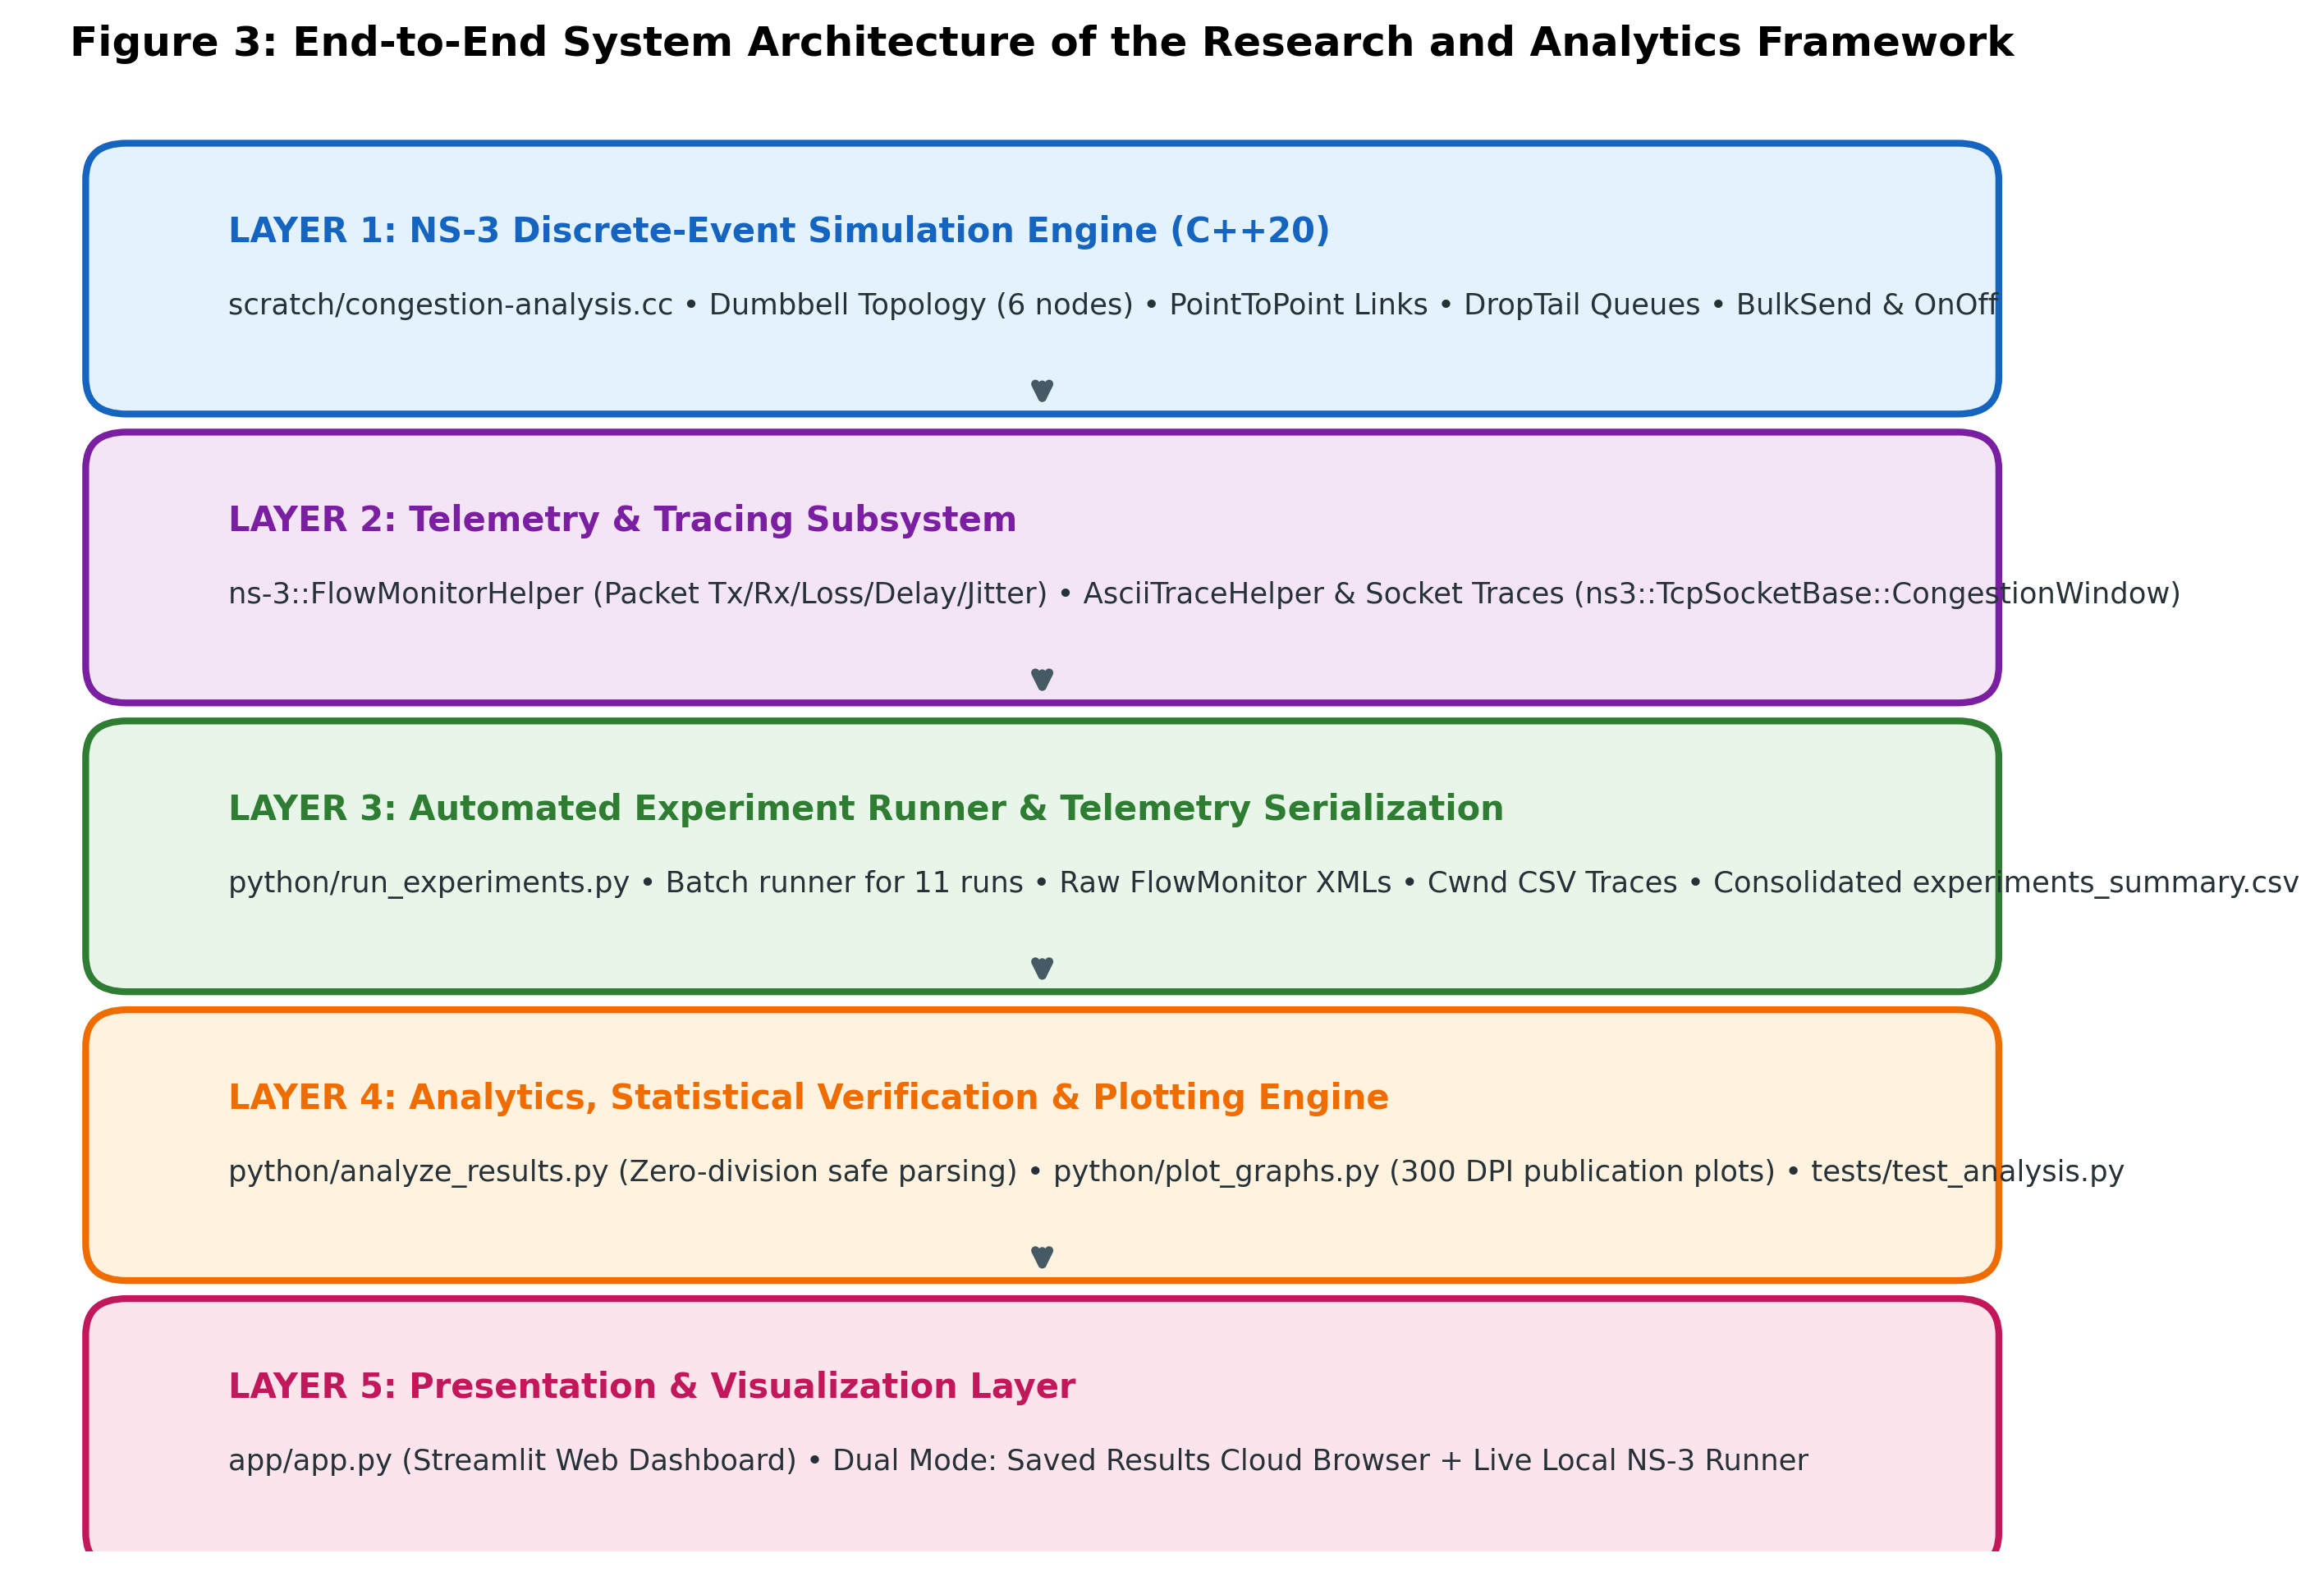 Figure 3: End-to-End System Architecture of the Research and Analytics Framework
LAYER 1: NS-3 Discrete-Event Simulation Engine (C++20)
scratch/congestion-analysis.cc • Dumbbell Topology (6 nodes) • PointToPoint Links • DropTail Queues • BulkSend & OnOff
LAYER 2: Telemetry & Tracing Subsystem
ns-3::FlowMonitorHelper (Packet Tx/Rx/Loss/Delay/Jitter) • AsciiTraceHelper & Socket Traces (ns3::TcpSocketBase::CongestionWindow)
LAYER 3: Automated Experiment Runner & Telemetry Serialization
python/run_experiments.py • Batch runner for 11 runs • Raw FlowMonitor XMLs • Cwnd CSV Traces • Consolidated experiments_summary.csv
LAYER 4: Analytics, Statistical Verification & Plotting Engine
python/analyze_results.py (Zero-division safe parsing) • python/plot_graphs.py (300 DPI publication plots) • tests/test_analysis.py
LAYER 5: Presentation & Visualization Layer
app/app.py (Streamlit Web Dashboard) • Dual Mode: Saved Results Cloud Browser + Live Local NS-3 Runner